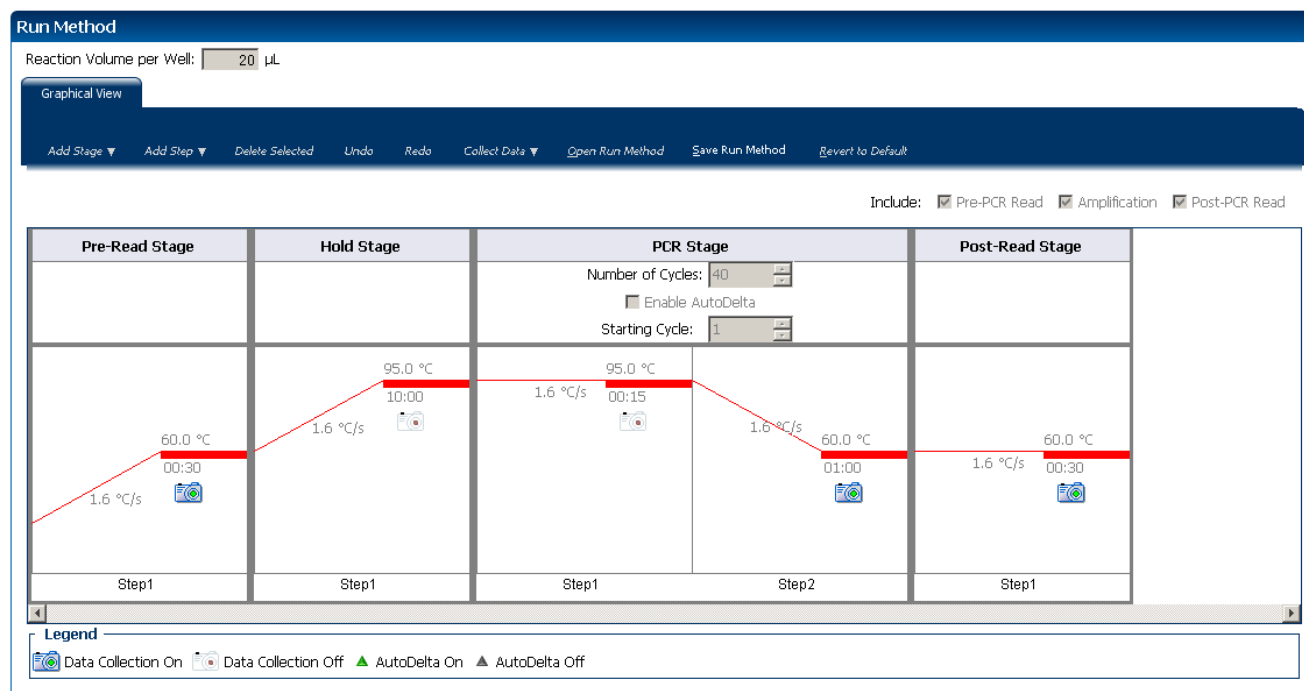 Run Method
Reaction Volume per Well: 20 µL
Graphical View
Add Stage ▼ Add Step ▼ Delete Selected Undo Redo Collect Data ▼ Open Run Method Save Run Method Revert to Default
Include: Pre-PCR Read Amplification Post-PCR Read
Pre-Read Stage Hold Stage PCR Stage Post-Read Stage
Number of Cycles: 40
Enable AutoDelta
Starting Cycle: 1
60.0 °C
00:30
1.6 °C/s
95.0 °C
10:00
1.6 °C/s
95.0 °C
1.6 °C/s
00:15
1.6 °C/s
60.0 °C
01:00
60.0 °C
1.6 °C/s
00:30
Step1 Step1 Step1 Step2 Step1
Legend
Data Collection On Data Collection Off AutoDelta On AutoDelta Off